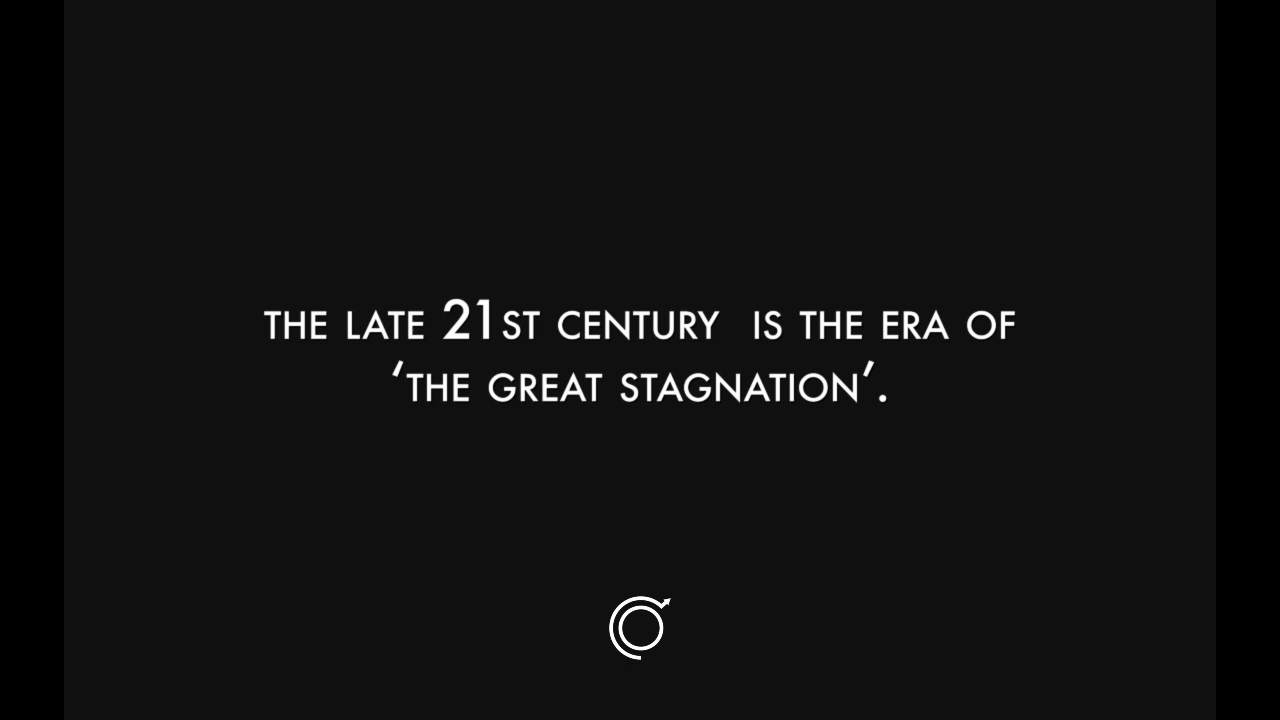 THE LATE 21ST CENTURY  IS THE ERA OF
‘THE GREAT STAGNATION’.